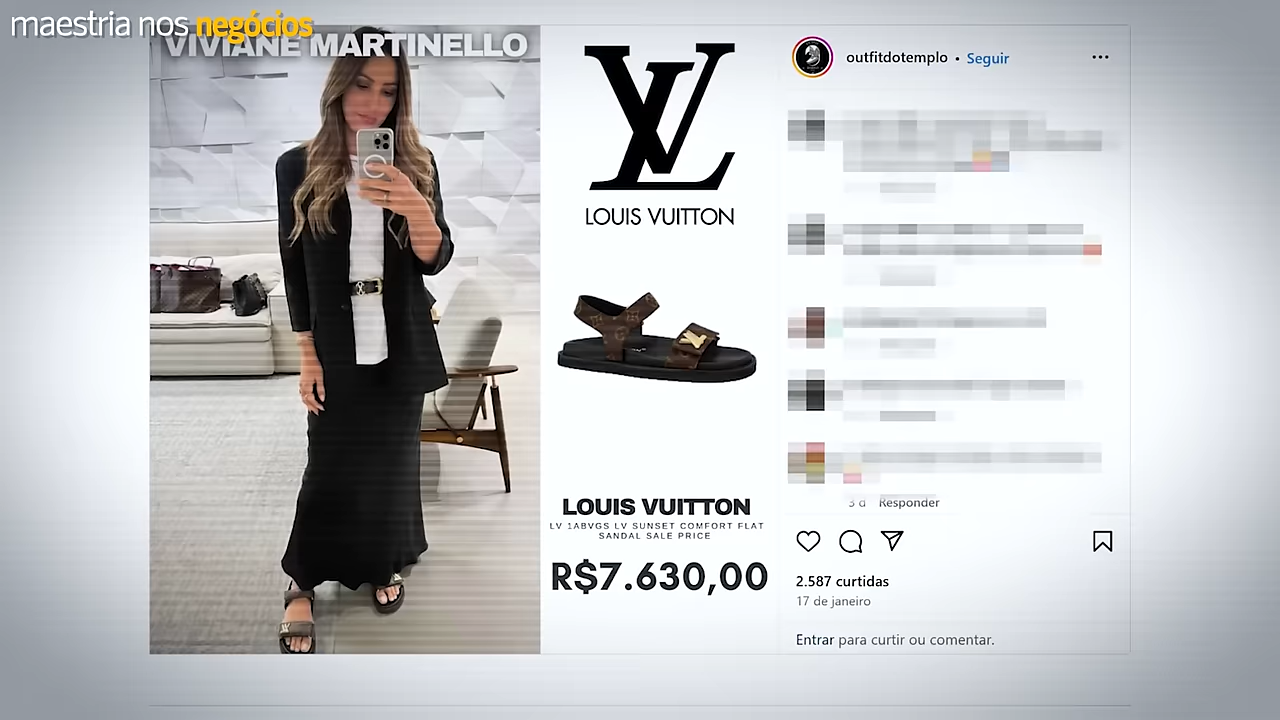 maestria nos negócios
VIVIANE MARTINELLO
LOUIS VUITTON
LOUIS VUITTON
LV 1ABVGS LV SUNSET COMFORT FLAT
SANDAL SALE PRICE
R$7.630,00
outfitdotemplo • Seguir
3 d Responder
2.587 curtidas
17 de janeiro
Entrar para curtir ou comentar.